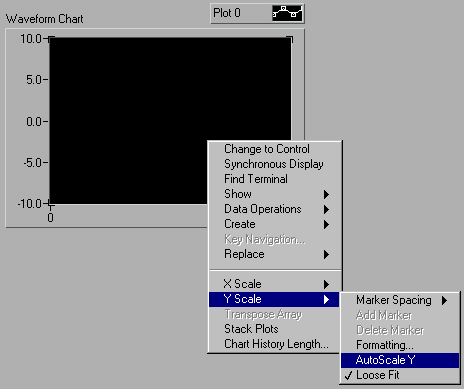 Plot 0
Waveform Chart
10.0
5.0
0.0
-5.0
-10.0
0
Change to Control
Synchronous Display
Find Terminal
Show
Data Operations
Create
Key Navigation...
Replace
X Scale
Y Scale
Transpose Array
Stack Plots
Chart History Length...
Marker Spacing
Add Marker
Delete Marker
Formatting...
AutoScale Y
✓ Loose Fit